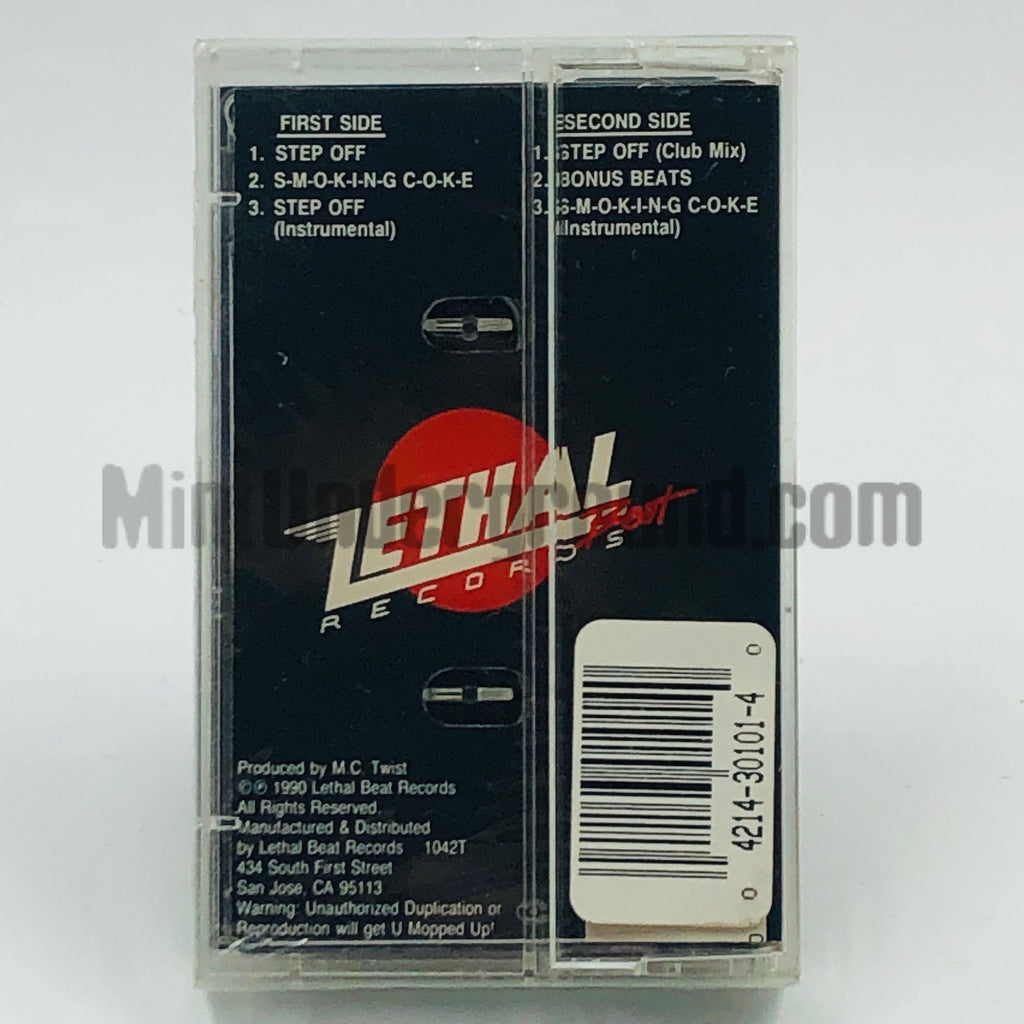 FIRST SIDE
1. STEP OFF
2. S-M-O-K-I-N-G C-O-K-E
3. STEP OFF
(Instrumental)
SECOND SIDE
1. STEP OFF (Club Mix)
2. BONUS BEATS
3. S-M-O-K-I-N-G C-O-K-E
(Instrumental)
LETHAL
Beat
RECORDS
MintUnderground.com
Produced by M.C. Twist
©℗ 1990 Lethal Beat Records
All Rights Reserved.
Manufactured & Distributed
by Lethal Beat Records 1042T
434 South First Street
San Jose, CA 95113
Warning: Unauthorized Duplication or
Reproduction will get U Mopped Up!
0 4214-30101-4 0